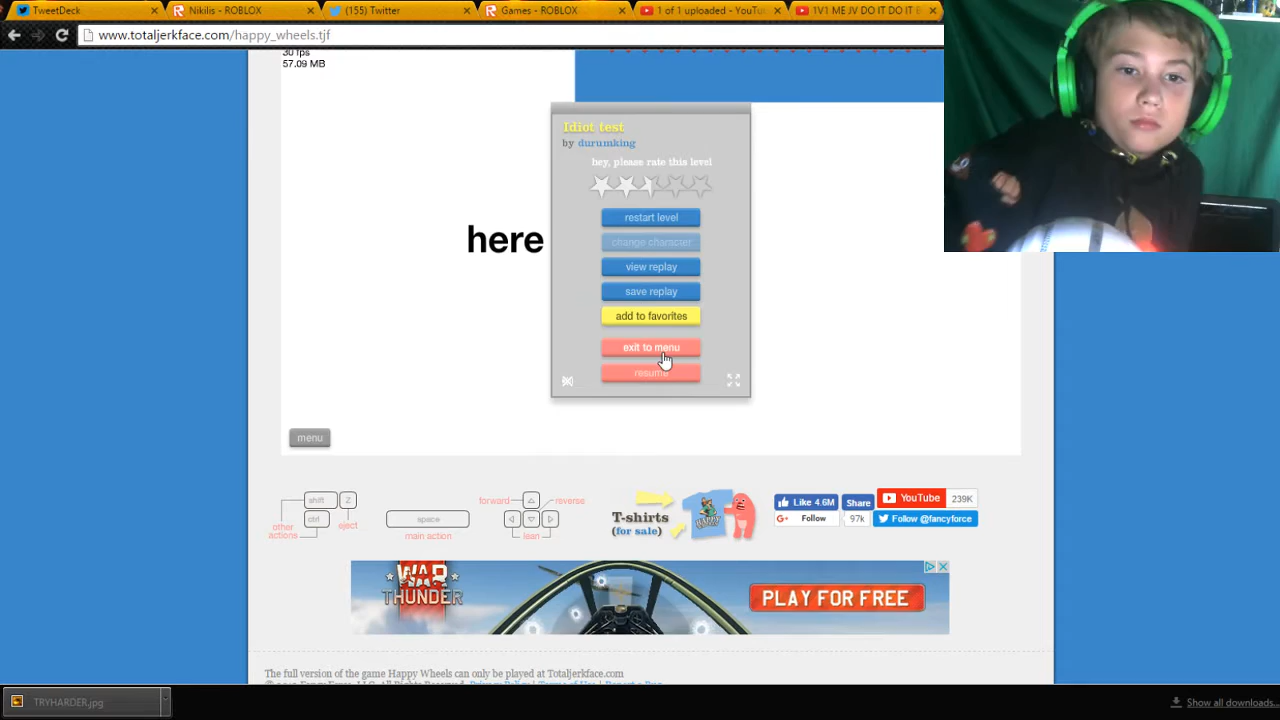 TweetDeck
Nikilis - ROBLOX
(155) Twitter
Games - ROBLOX
1 of 1 uploaded - YouTu
1V1 ME JV DO IT DO IT
www.totaljerkface.com/happy_wheels.tjf
30 fps
57.09 MB
Idiot test
by durumking
hey, please rate this level
restart level
change character
here
view replay
save replay
add to favorites
exit to menu
resume
menu
shift Z
ctrl
other actions
eject
space
main action
forward
reverse
lean
T-shirts
(for sale)
HAPPY
Like 4.6M
Share
YouTube 239K
Follow 97k
Follow @fancyforce
WAR THUNDER
PLAY FOR FREE
The full version of the game Happy Wheels can only be played at Totaljerkface.com
TRYHARDER.jpg
Show all downloads...